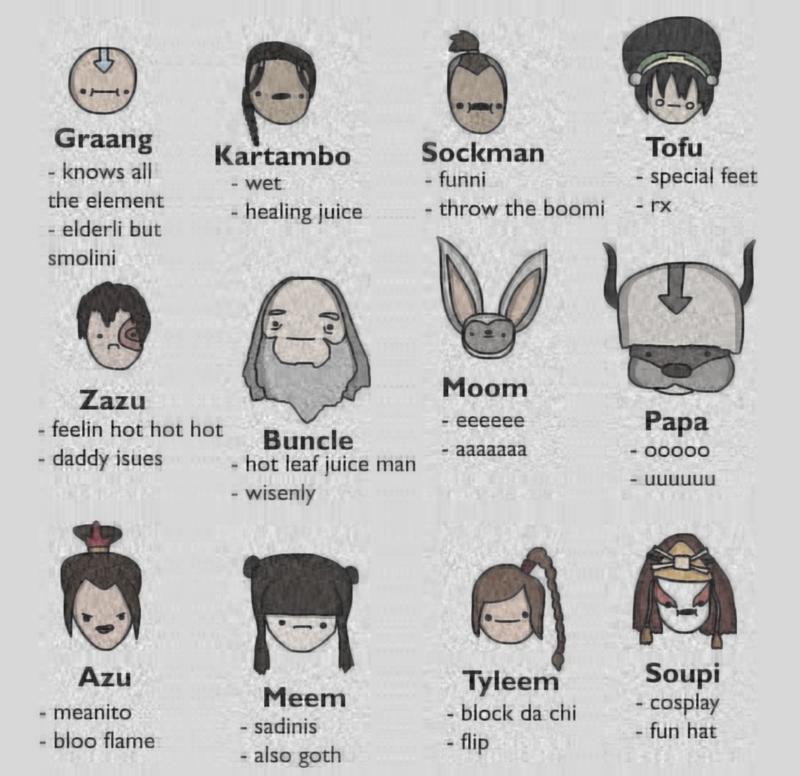 Graang
- knows all
the element
- elderli but
smolini
Kartambo
- wet
- healing juice
Sockman
- funni
- throw the boomi
Tofu
- special feet
- rx
Zazu
- feelin hot hot hot
- daddy isues
Buncle
- hot leaf juice man
- wisenly
Moom
- eeeeee
- aaaaaaa
Papa
- ooooo
- uuuuuu
Azu
- meanito
- bloo flame
Meem
- sadinis
- also goth
Tyleem
- block da chi
- flip
Soupi
- cosplay
- fun hat